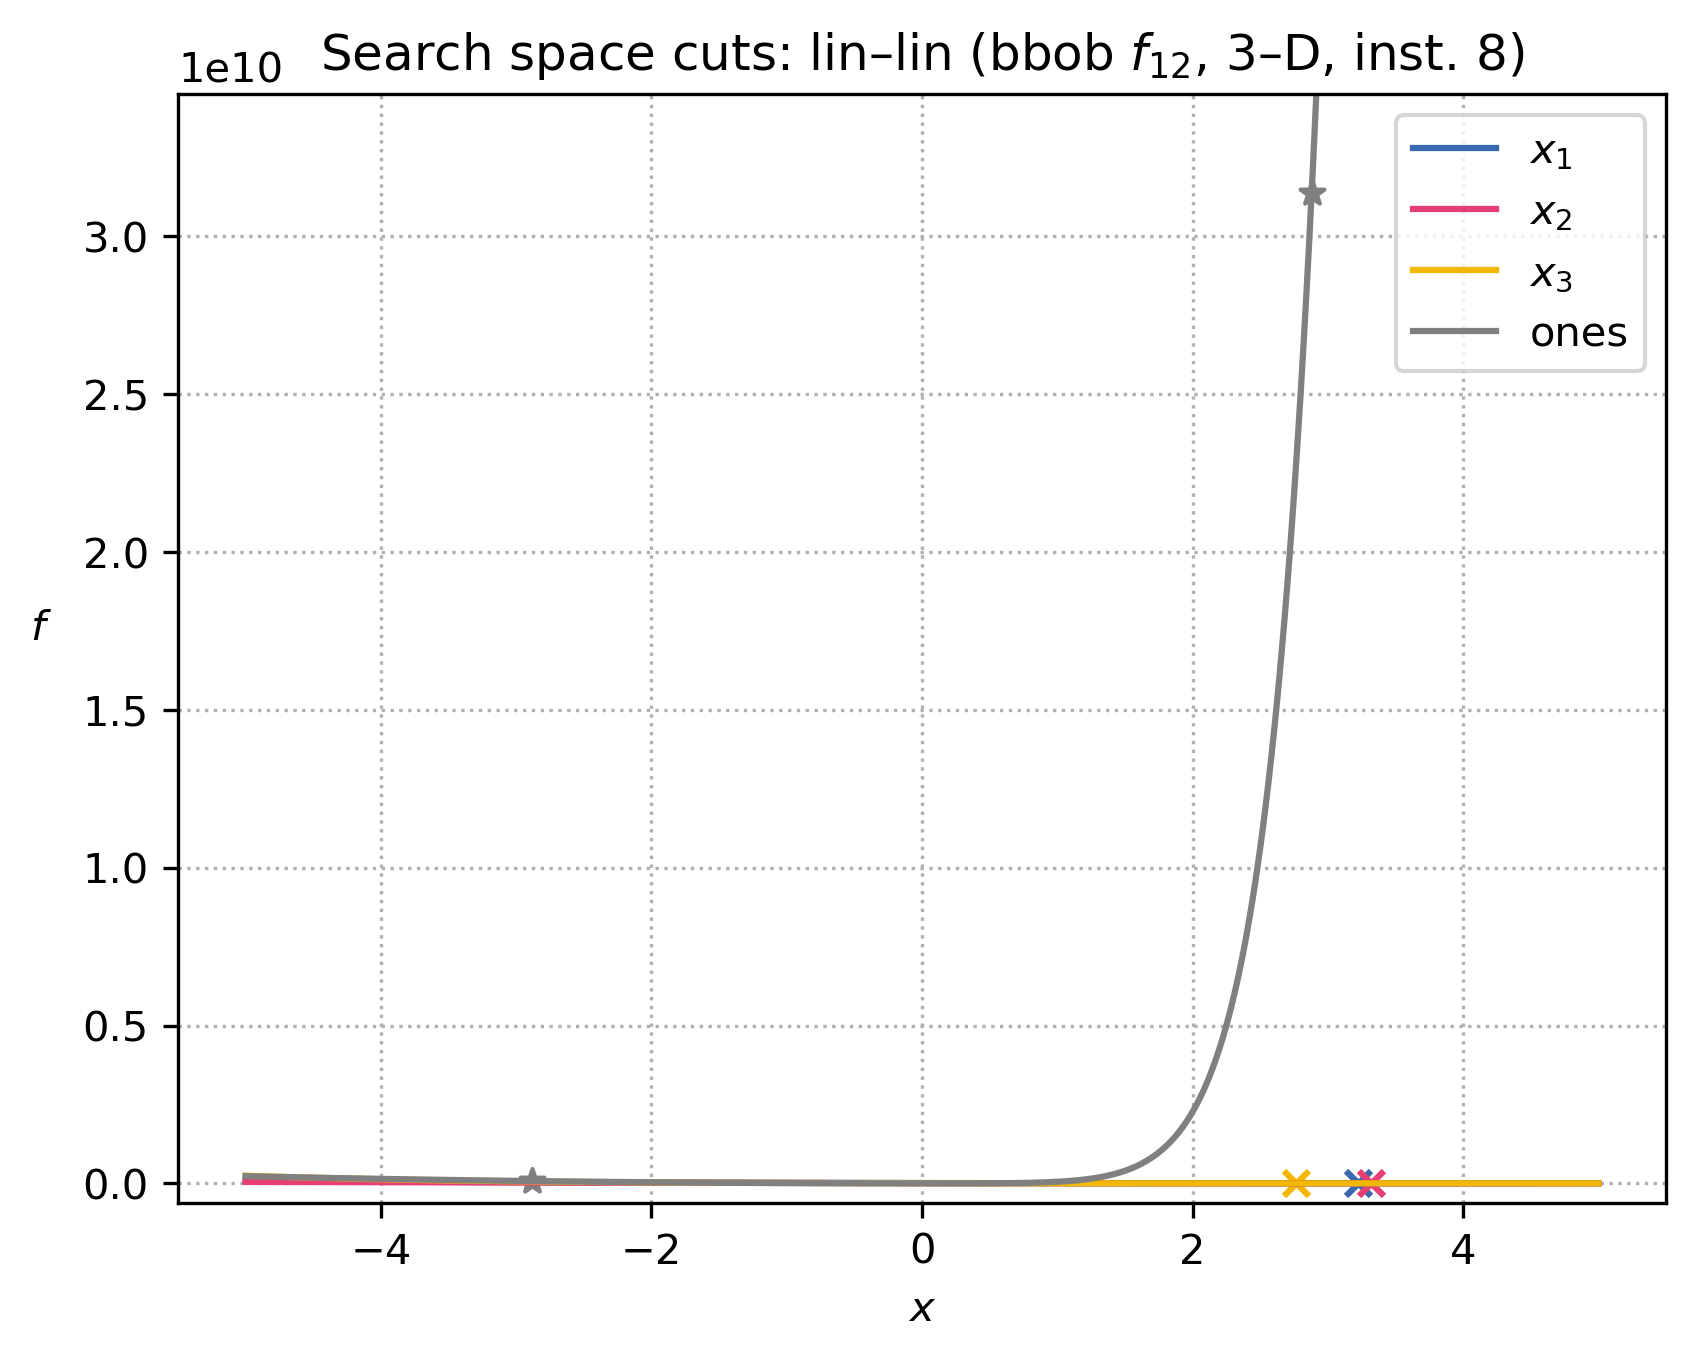 Search space cuts: lin–lin (bbob f₁₂, 3–D, inst. 8)
1e10
x₁
x₂
x₃
ones
3.0
2.5
2.0
1.5
1.0
0.5
0.0
f
−4 −2 0 2 4
x